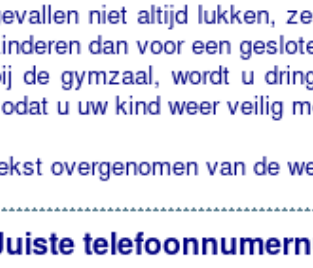 gevallen niet altijd lukken, ze
kinderen dan voor een geslote
bij de gymzaal, wordt u dring
zodat u uw kind weer veilig m
ekst overgenomen van de we
Juiste telefoonnumern